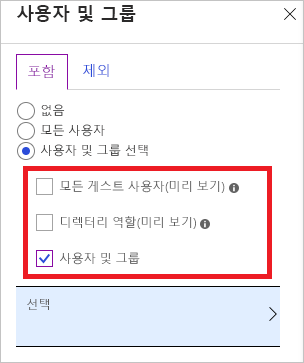 사용자 및 그룹
포함
제외
없음
모든 사용자
사용자 및 그룹 선택
모든 게스트 사용자(미리 보기)
디렉터리 역할(미리 보기)
사용자 및 그룹
선택